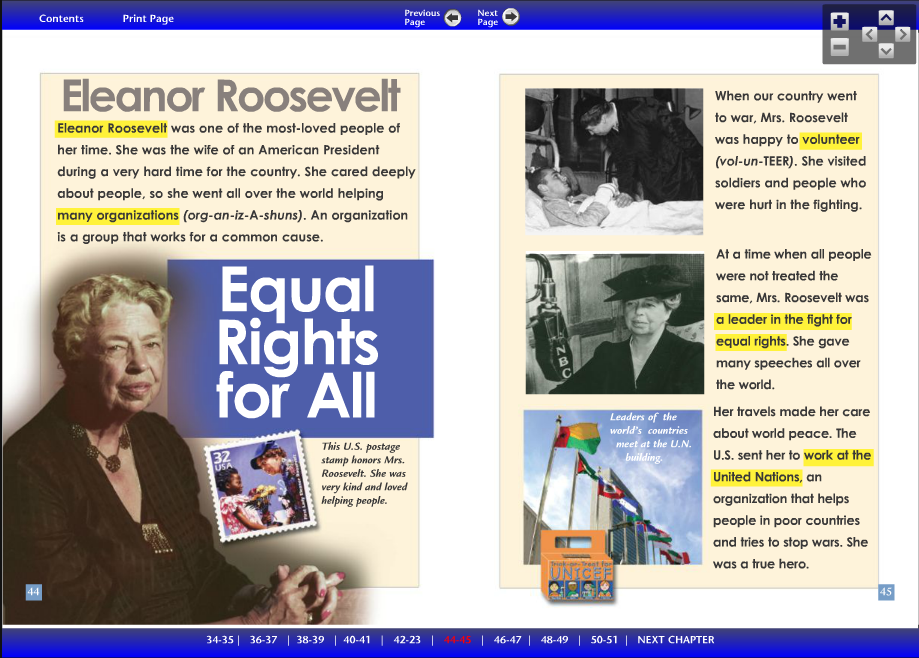 Contents
Print Page
Previous
Page
Next
Page
Eleanor Roosevelt
Eleanor Roosevelt was one of the most-loved people of
her time. She was the wife of an American President
during a very hard time for the country. She cared deeply
about people, so she went all over the world helping
many organizations (org-an-iz-A-shuns). An organization
is a group that works for a common cause.
Equal
Rights
for All
32
USA
This U.S. postage
stamp honors Mrs.
Roosevelt. She was
very kind and loved
helping people.
44
When our country went
to war, Mrs. Roosevelt
was happy to volunteer
(vol-un-TEER). She visited
soldiers and people who
were hurt in the fighting.
NBC
At a time when all people
were not treated the
same, Mrs. Roosevelt was
a leader in the fight for
equal rights. She gave
many speeches all over
the world.
Leaders of the
world's countries
meet at the U.N.
building.
Trick-or-Treat for
UNICEF
Her travels made her care
about world peace. The
U.S. sent her to work at the
United Nations, an
organization that helps
people in poor countries
and tries to stop wars. She
was a true hero.
45
34-35 | 36-37 | 38-39 | 40-41 | 42-23 | 44-45 | 46-47 | 48-49 | 50-51 | NEXT CHAPTER